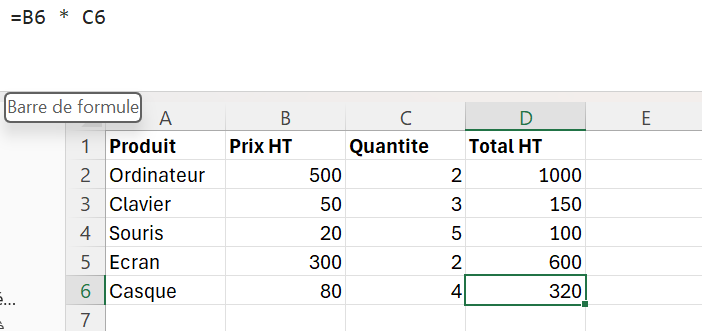 =B6 * C6
Barre de formule
A B C D E
1 Produit Prix HT Quantite Total HT
2 Ordinateur 500 2 1000
3 Clavier 50 3 150
4 Souris 20 5 100
5 Ecran 300 2 600
6 Casque 80 4 320
7